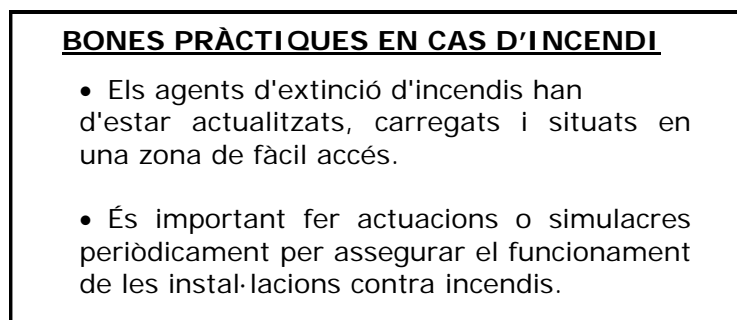 BONES PRÀCTIQUES EN CAS D'INCENDI
• Els agents d'extinció d'incendis han
d'estar actualitzats, carregats i situats en
una zona de fàcil accés.
• És important fer actuacions o simulacres
periòdicament per assegurar el funcionament
de les instal·lacions contra incendis.